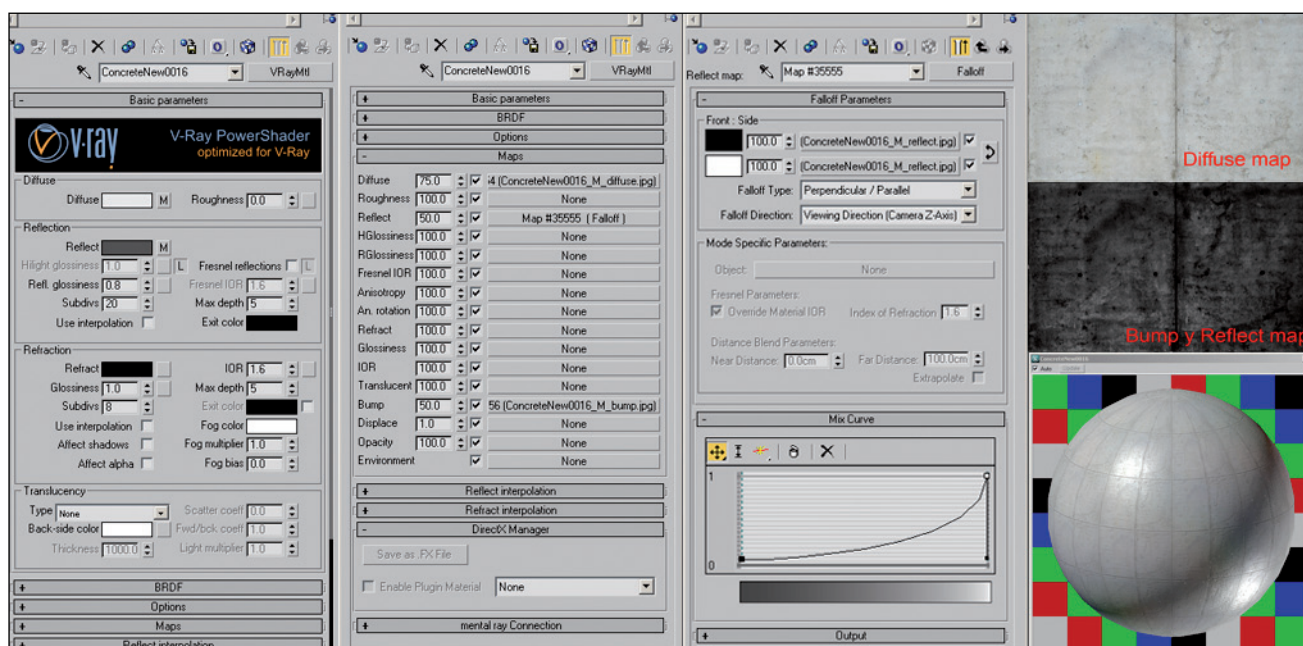 ConcreteNew0016 VRayMtl
- Basic parameters
v·ray V-Ray PowerShader
optimized for V-Ray
Diffuse
Diffuse M Roughness 0.0
Reflection
Reflect M
Hilight glossiness 1.0 L Fresnel reflections L
Refl. glossiness 0.8 Fresnel IOR 1.6
Subdivs 20 Max depth 5
Use interpolation Exit color
Refraction
Refract IOR 1.6
Glossiness 1.0 Max depth 5
Subdivs 8 Exit color
Use interpolation Fog color
Affect shadows Fog multiplier 1.0
Affect alpha Fog bias 0.0
Translucency
Type None Scatter coeff 0.0
Back-side color Fwd/bck coeff 1.0
Thickness 1000.0 Light multiplier 1.0
+ BRDF
+ Options
+ Maps
Reflect interpolation
ConcreteNew0016 VRayMtl
+ Basic parameters
+ BRDF
+ Options
- Maps
Diffuse 75.0 i4 (ConcreteNew0016_M_diffuse.jpg)
Roughness 100.0 None
Reflect 50.0 Map #35555 ( Falloff )
HGlossiness 100.0 None
RGlossiness 100.0 None
Fresnel IOR 100.0 None
Anisotropy 100.0 None
An. rotation 100.0 None
Refract 100.0 None
Glossiness 100.0 None
IOR 100.0 None
Translucent 100.0 None
Bump 50.0 56 (ConcreteNew0016_M_bump.jpg)
Displace 1.0 None
Opacity 100.0 None
Environment None
+ Reflect interpolation
+ Refract interpolation
- DirectX Manager
Save as .FX File
Enable Plugin Material None
+ mental ray Connection
Reflect map: Map #35555 Falloff
- Falloff Parameters
Front : Side
100.0 (ConcreteNew0016_M_reflect.jpg)
100.0 (ConcreteNew0016_M_reflect.jpg)
Falloff Type: Perpendicular / Parallel
Falloff Direction: Viewing Direction (Camera Z-Axis)
Mode Specific Parameters:
Object: None
Fresnel Parameters:
Override Material IOR Index of Refraction 1.6
Distance Blend Parameters:
Near Distance: 0.0cm Far Distance: 100.0cm
Extrapolate
- Mix Curve
1
0
+ Output
Diffuse map
Bump y Reflect map
ConcreteNew0016
Auto Update